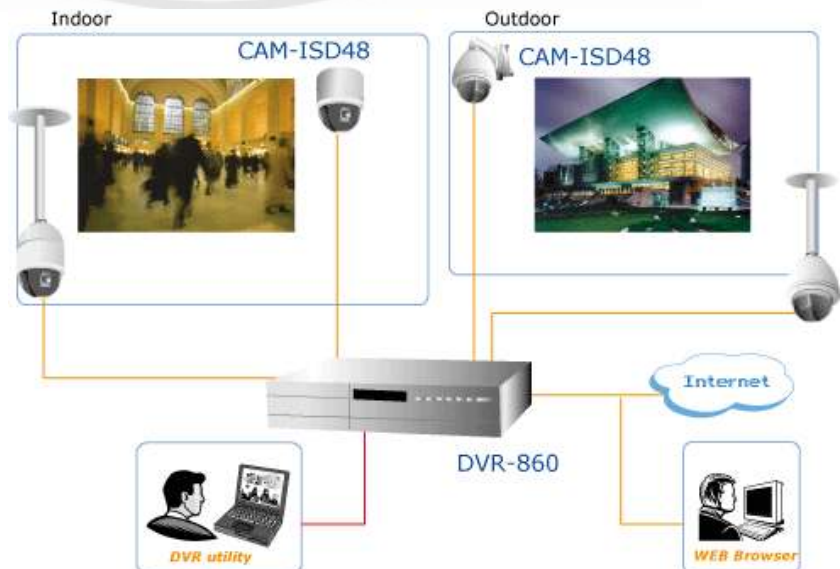 Indoor
Outdoor
CAM-ISD48
CAM-ISD48
Internet
DVR-860
DVR utility
WEB Browser